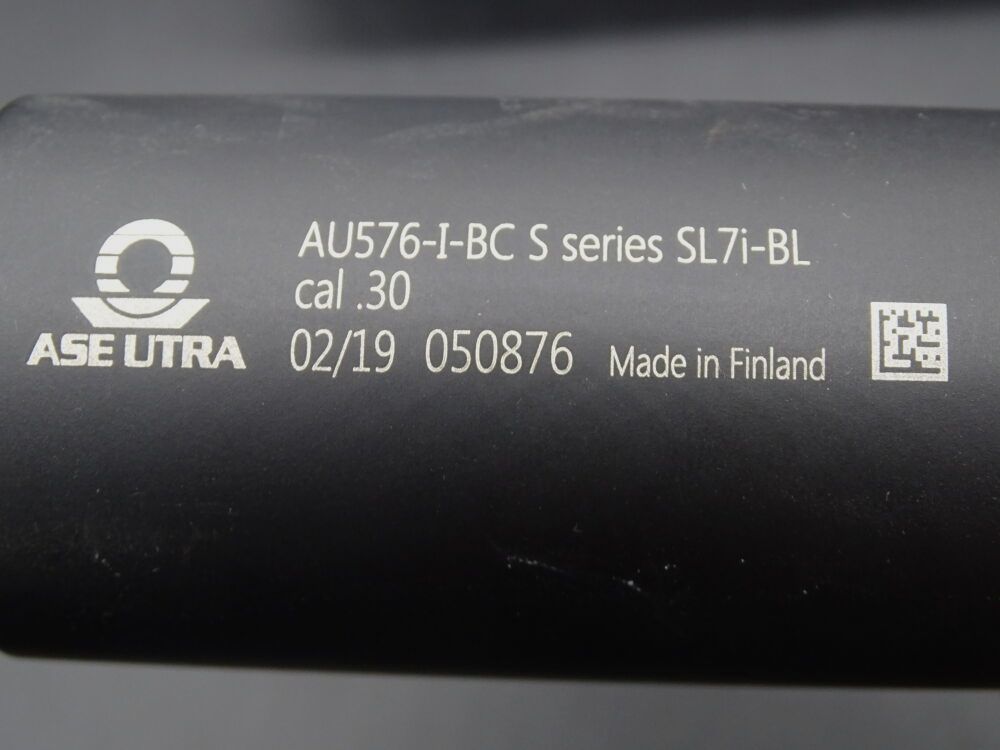 ASE UTRA
AU576-I-BC S series SL7i-BL
cal .30
02/19 050876 Made in Finland